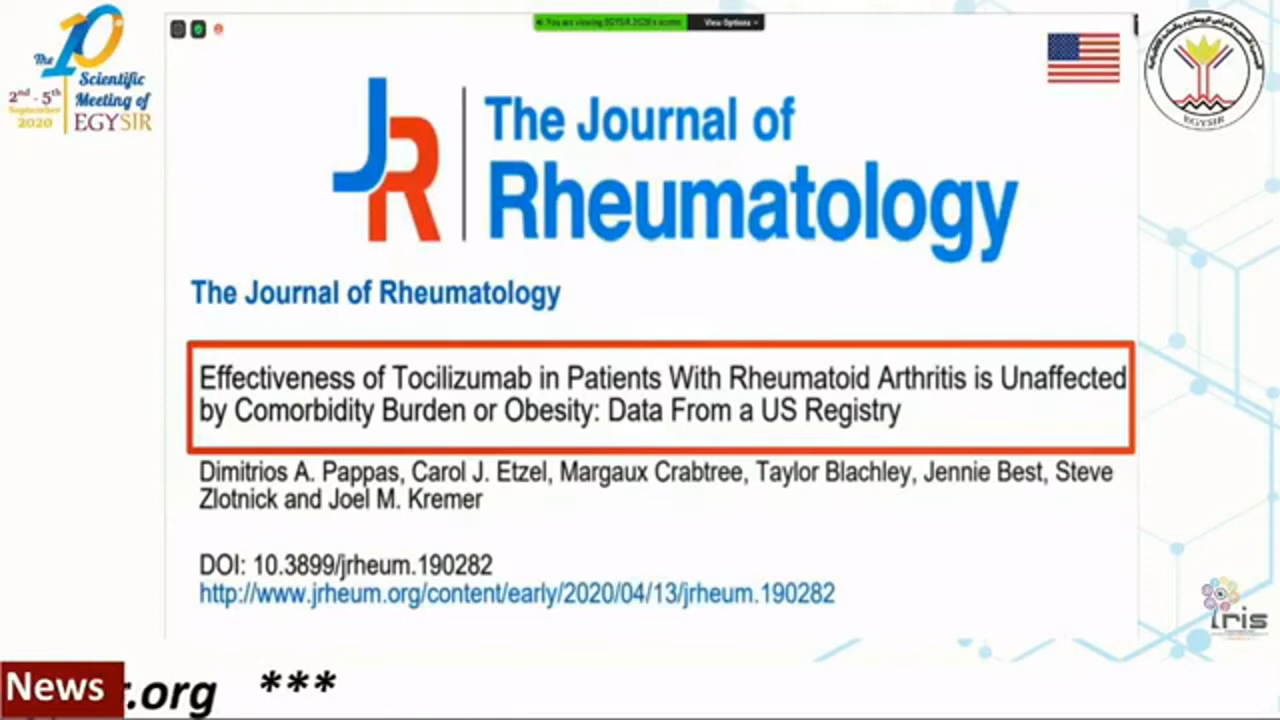 The 10
Scientific
2nd - 5th Meeting of
September
2020 EGYSIR
You are viewing EGYSIR 2020's screen View Options
EGYSIR
JR The Journal of
Rheumatology
The Journal of Rheumatology
Effectiveness of Tocilizumab in Patients With Rheumatoid Arthritis is Unaffected
by Comorbidity Burden or Obesity: Data From a US Registry
Dimitrios A. Pappas, Carol J. Etzel, Margaux Crabtree, Taylor Blachley, Jennie Best, Steve
Zlotnick and Joel M. Kremer
DOI: 10.3899/jrheum.190282
http://www.jrheum.org/content/early/2020/04/13/jrheum.190282
iris
News r.org ***